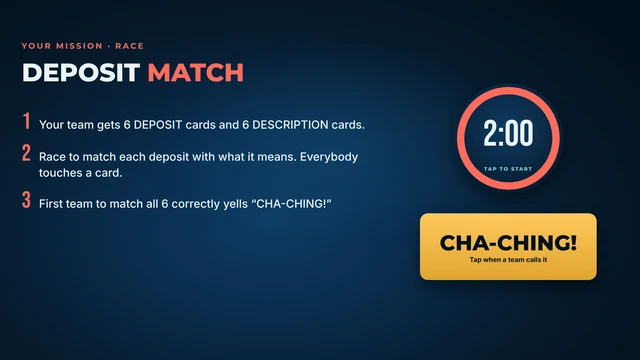 YOUR MISSION · RACE
DEPOSIT MATCH
1 Your team gets 6 DEPOSIT cards and 6 DESCRIPTION cards.
2 Race to match each deposit with what it means. Everybody
touches a card.
3 First team to match all 6 correctly yells “CHA-CHING!”
2:00
TAP TO START
CHA-CHING!
Tap when a team calls it